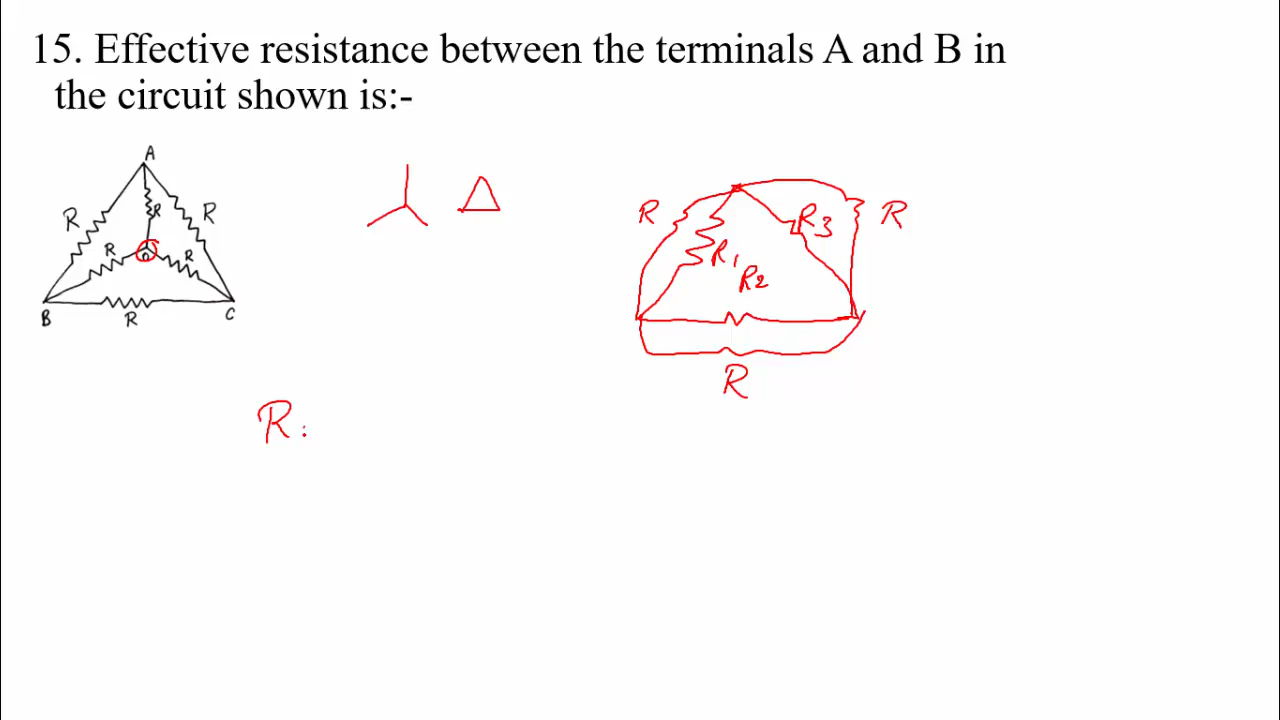 15. Effective resistance between the terminals A and B in
the circuit shown is:-
A
R R R
R R
O
B R C
R R1 R3 R
R2
R
R :